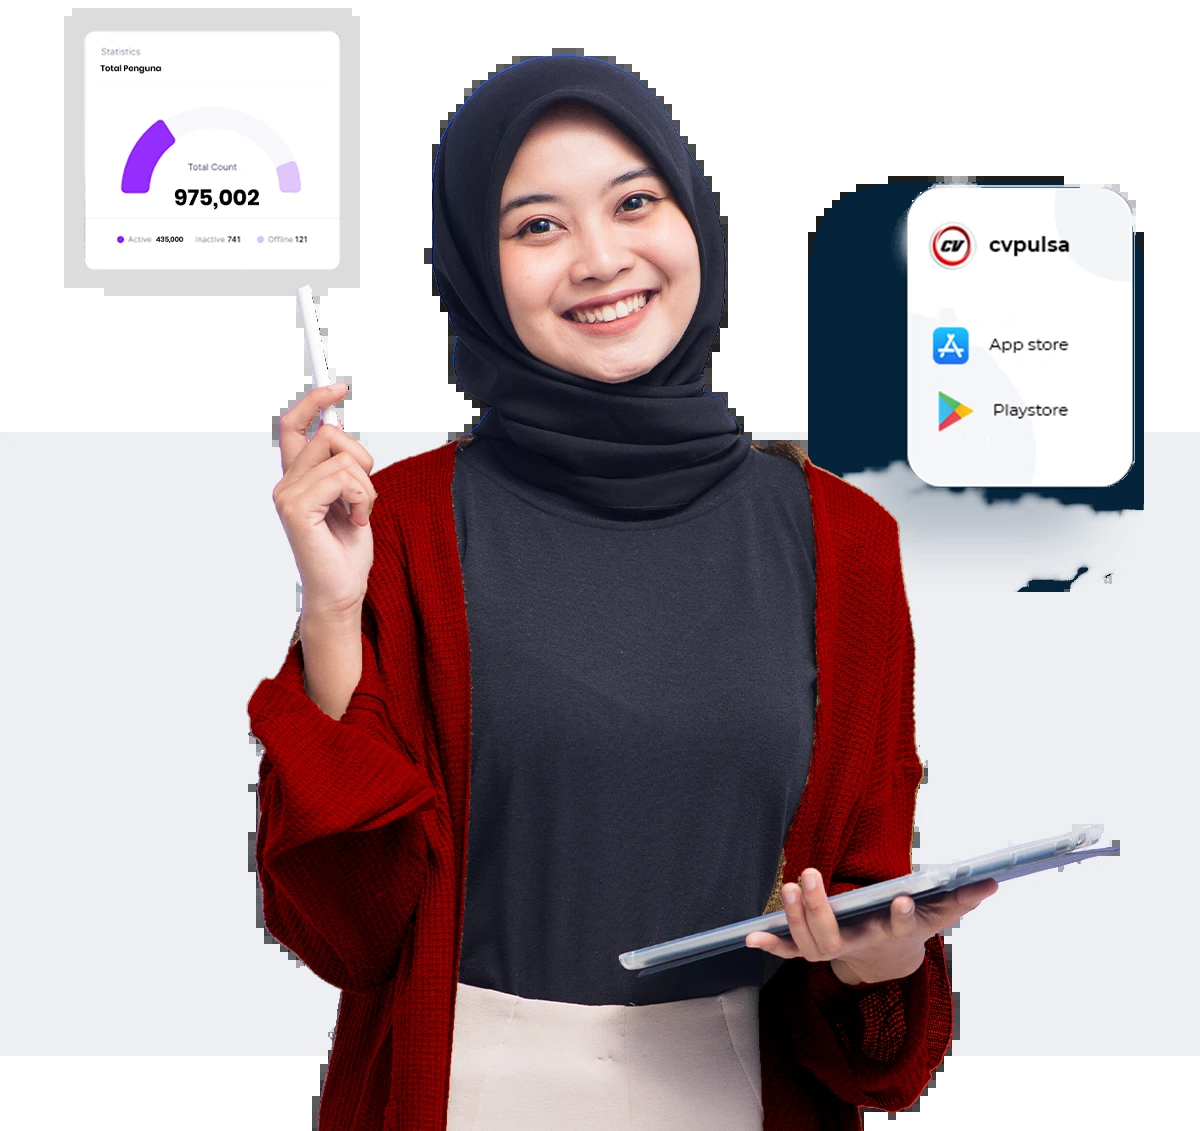 Statistics
Total Penguna
Total Count
975,002
Active 435,000 Inactive 741 Offline 121
CV cvpulsa
App store
Playstore